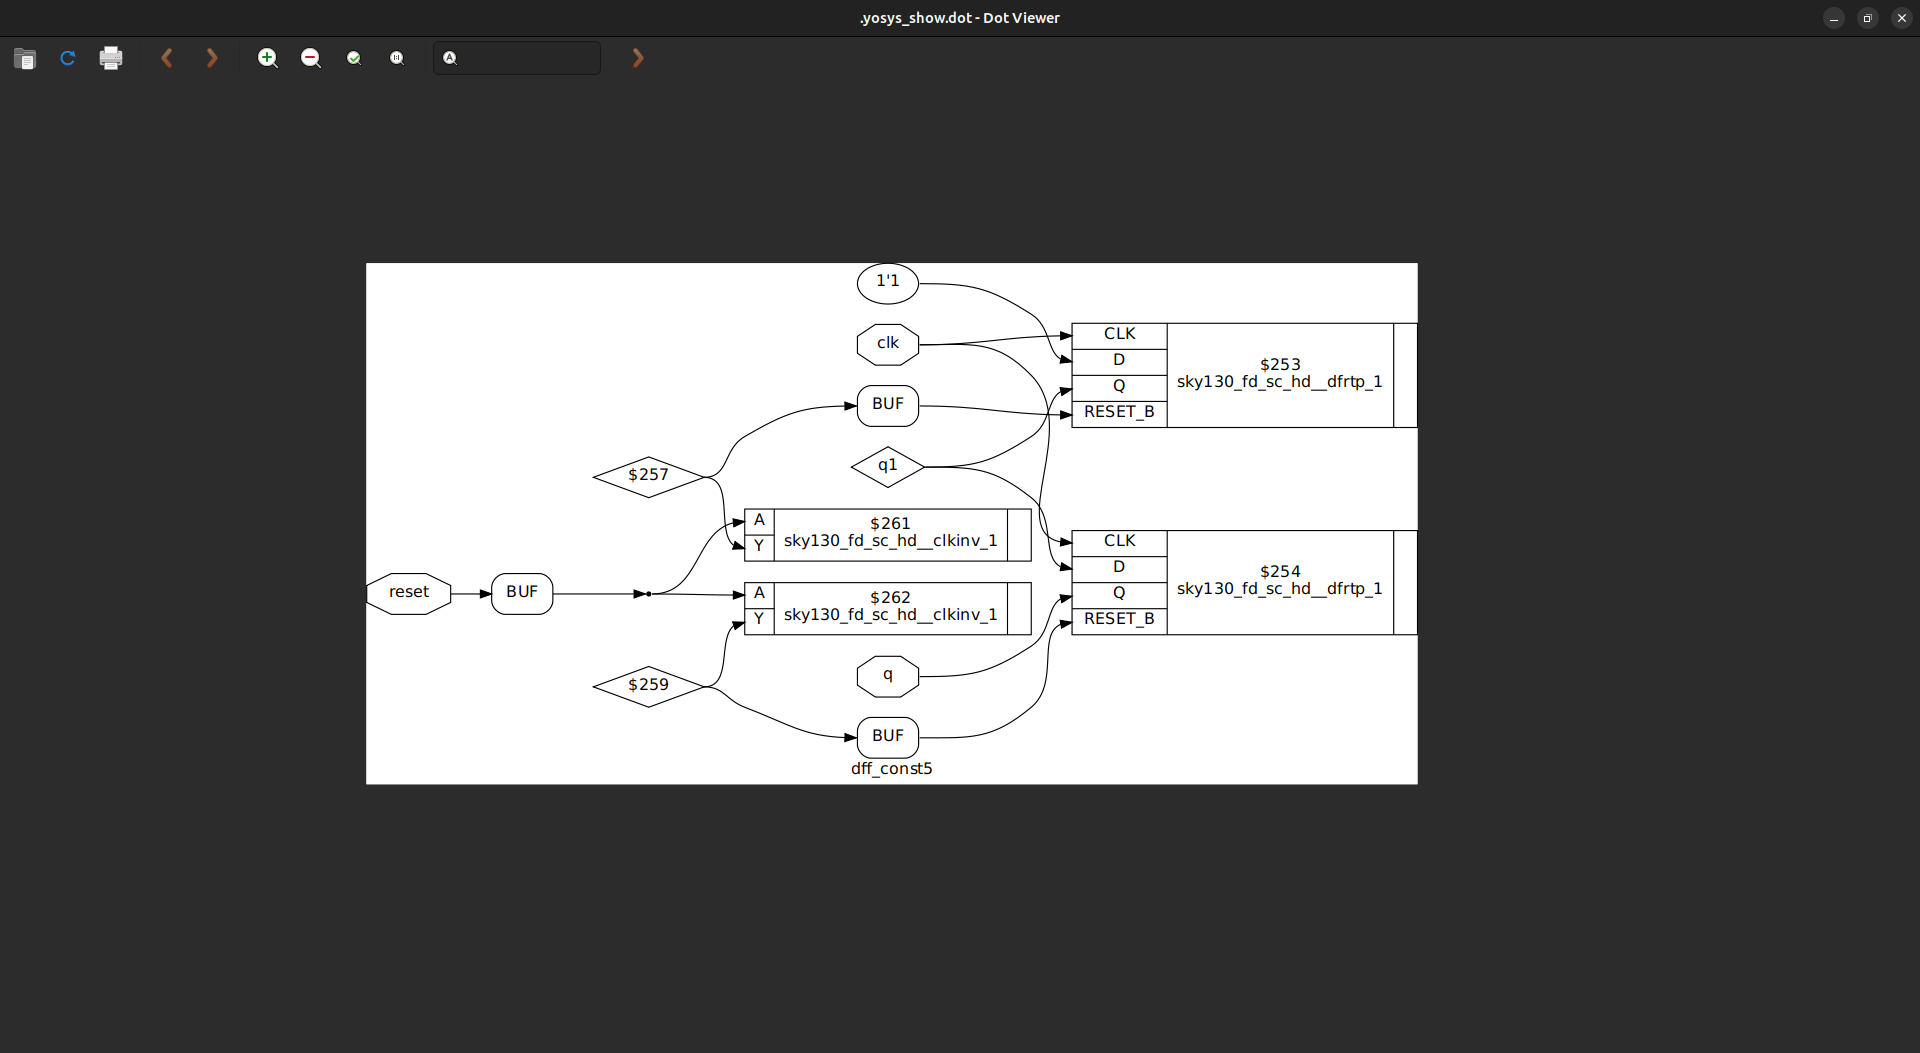 .yosys_show.dot - Dot Viewer
1'1
clk
BUF
q1
$257
reset
BUF
$259
A
Y
$261
sky130_fd_sc_hd__clkinv_1
A
Y
$262
sky130_fd_sc_hd__clkinv_1
q
BUF
CLK
D
Q
RESET_B
$253
sky130_fd_sc_hd__dfrtp_1
CLK
D
Q
RESET_B
$254
sky130_fd_sc_hd__dfrtp_1
dff_const5